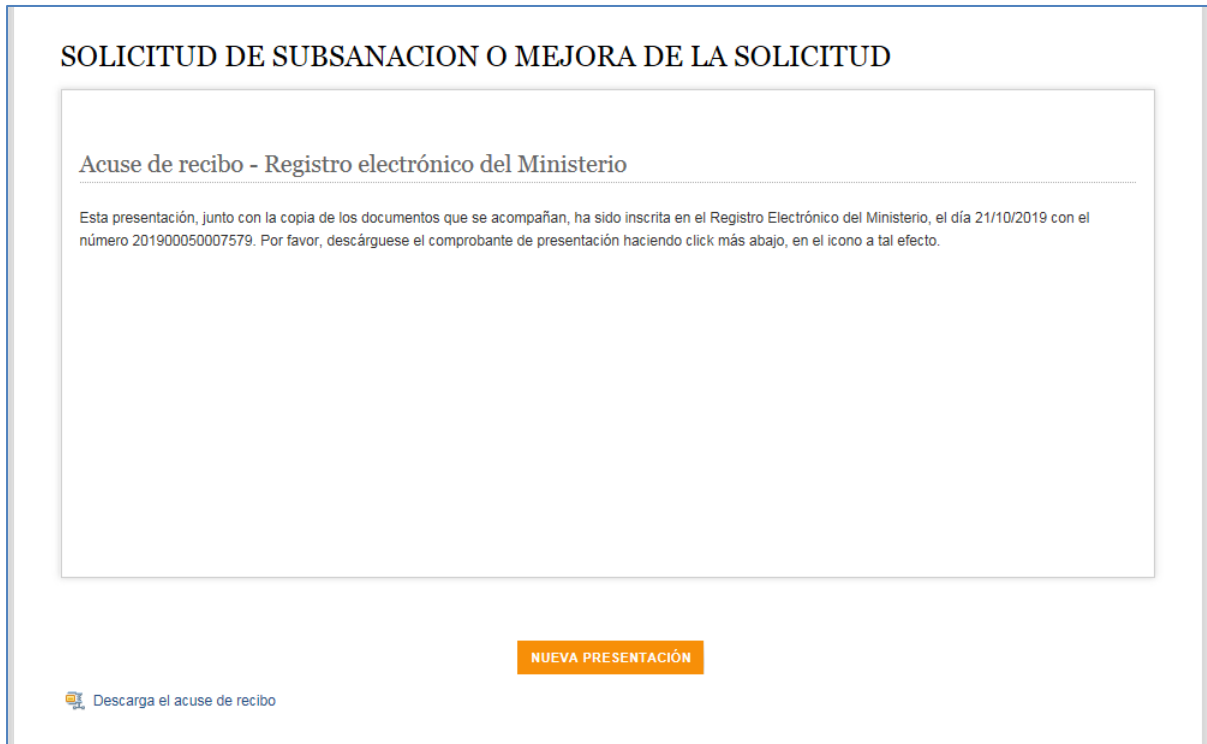 SOLICITUD DE SUBSANACION O MEJORA DE LA SOLICITUD
Acuse de recibo - Registro electrónico del Ministerio
Esta presentación, junto con la copia de los documentos que se acompañan, ha sido inscrita en el Registro Electrónico del Ministerio, el día 21/10/2019 con el
número 201900050007579. Por favor, descárguese el comprobante de presentación haciendo click más abajo, en el icono a tal efecto.
NUEVA PRESENTACIÓN
Descarga el acuse de recibo